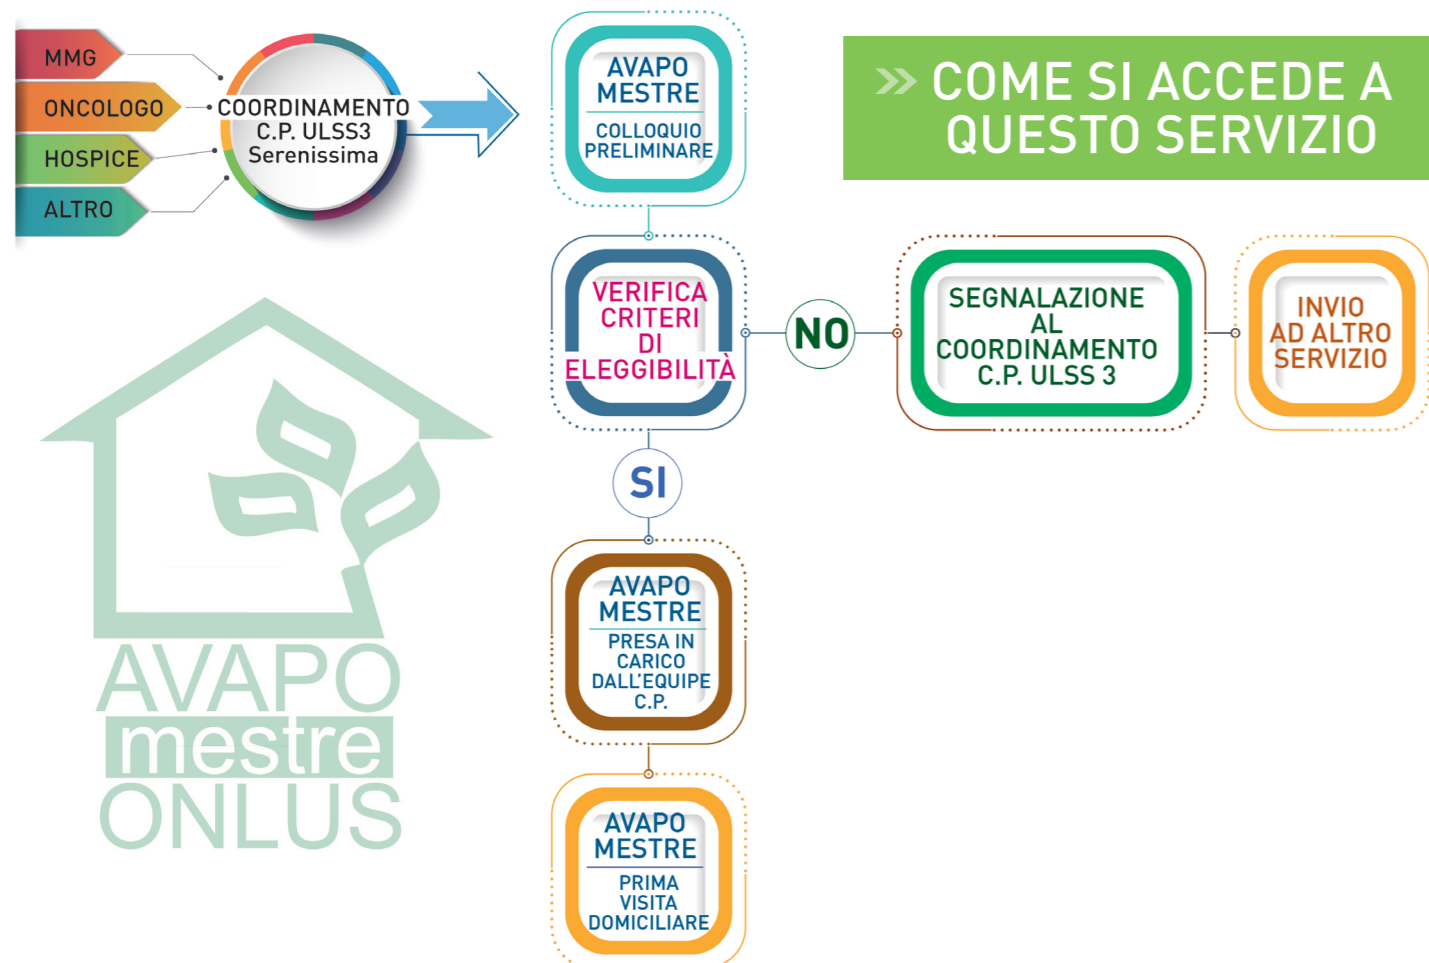 MMG
ONCOLOGO
HOSPICE
ALTRO
COORDINAMENTO
C.P. ULSS3
Serenissima
AVAPO
MESTRE
COLLOQUIO
PRELIMINARE
» COME SI ACCEDE A
QUESTO SERVIZIO
VERIFICA
CRITERI
DI
ELEGGIBILITÀ
NO
SEGNALAZIONE
AL
COORDINAMENTO
C.P. ULSS 3
INVIO
AD ALTRO
SERVIZIO
SI
AVAPO
MESTRE
PRESA IN
CARICO
DALL'EQUIPE
C.P.
AVAPO
MESTRE
PRIMA
VISITA
DOMICILIARE
AVAPO
mestre
ONLUS